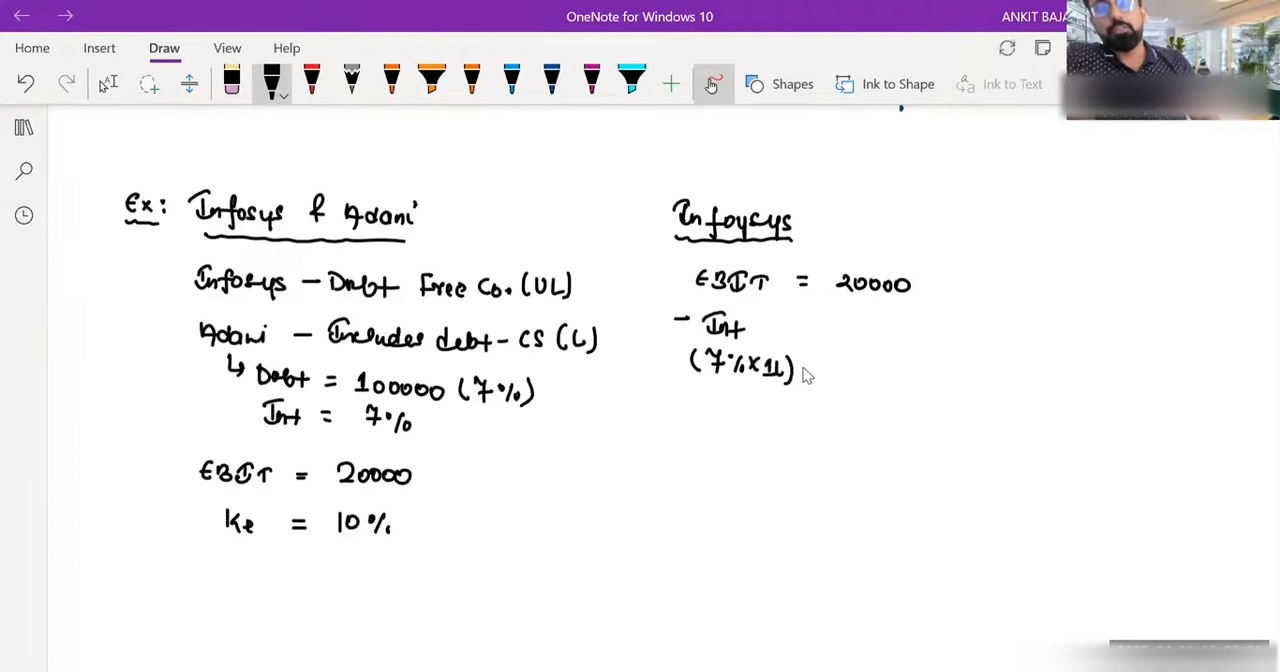 OneNote for Windows 10
ANKIT BAJA
Home Insert Draw View Help
Shapes
Ink to Shape
Ink to Text
Ex: Infosys & Adani
Infosys - Debt Free Co. (UL)
Adani - Includes debt - CS (L)
↳ Debt = 100000 (7%)
Int = 7%
EBIT = 20000
Ke = 10%
Infoysys
EBIT = 20000
- Int
(7% x 1L)